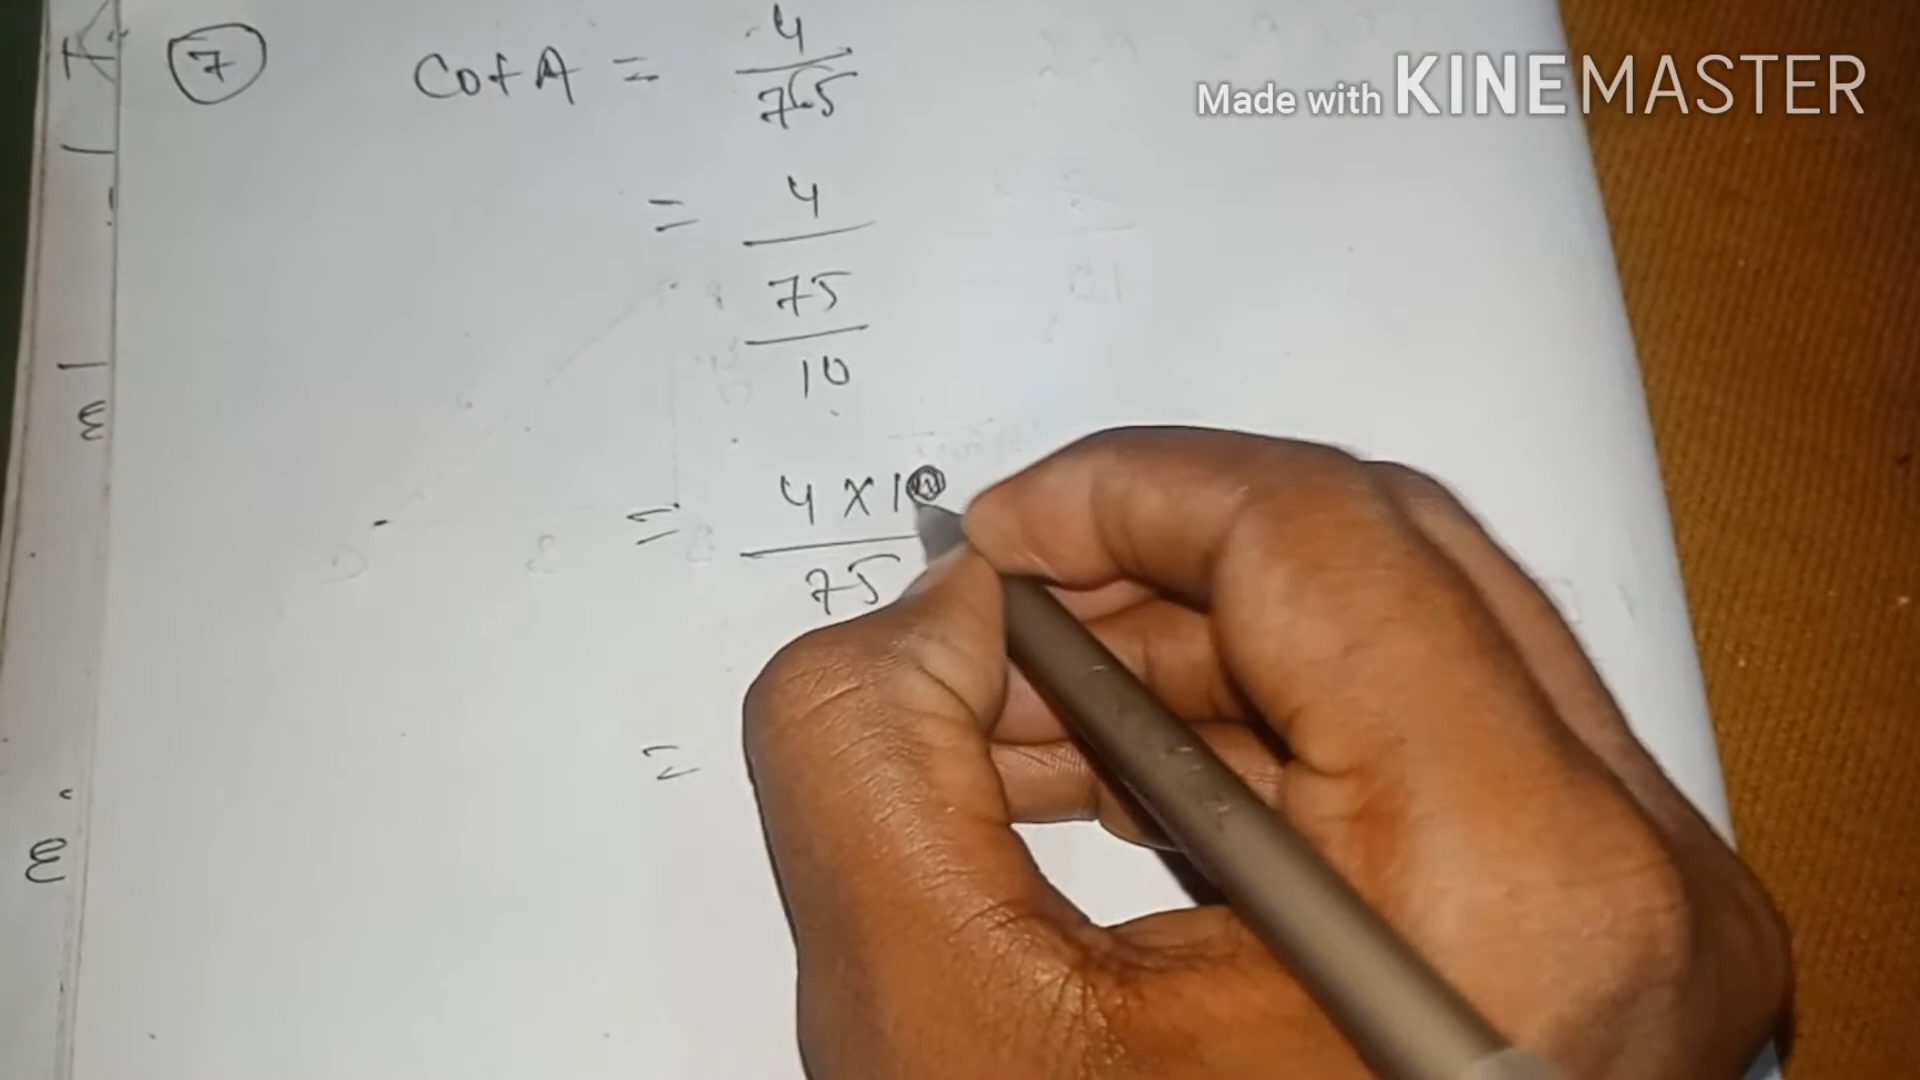 7 Cot A = 4
7.5
Made with KINEMASTER
= 4
75
10
= 4 × 10
75
=